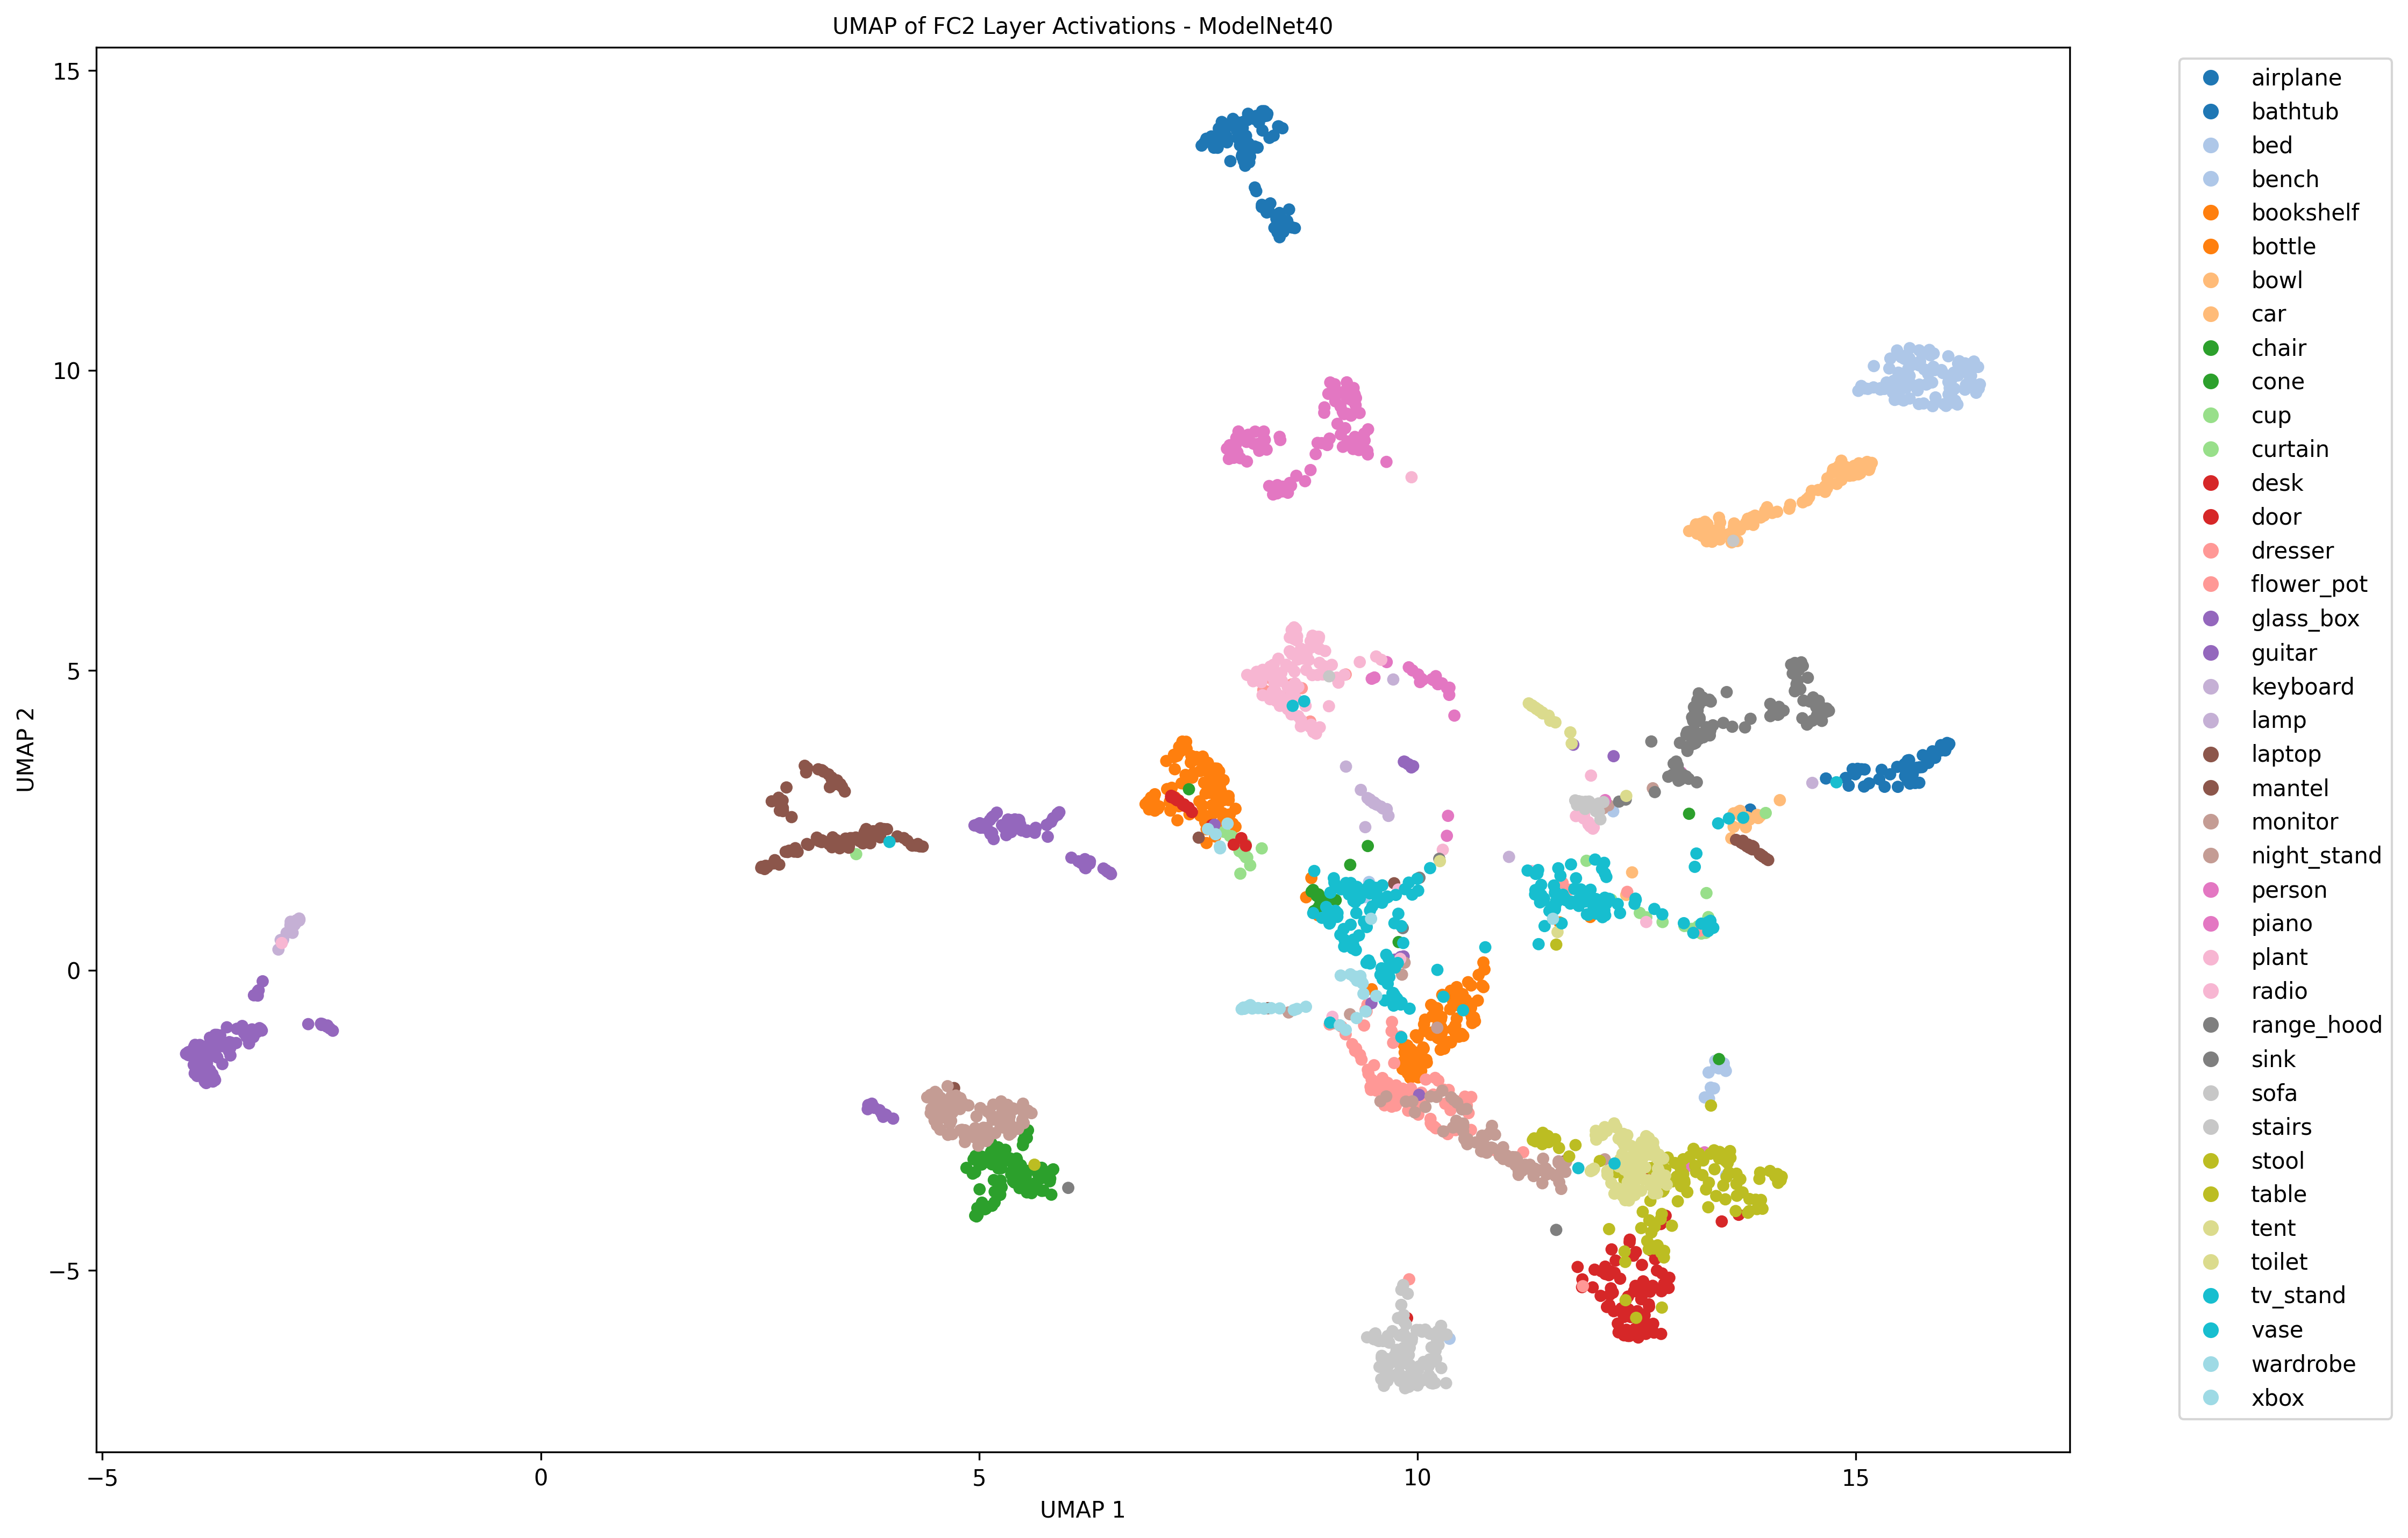 UMAP of FC2 Layer Activations - ModelNet40
15
10
5
0
−5
UMAP 2
−5
0
5
10
15
UMAP 1
airplane
bathtub
bed
bench
bookshelf
bottle
bowl
car
chair
cone
cup
curtain
desk
door
dresser
flower_pot
glass_box
guitar
keyboard
lamp
laptop
mantel
monitor
night_stand
person
piano
plant
radio
range_hood
sink
sofa
stairs
stool
table
tent
toilet
tv_stand
vase
wardrobe
xbox